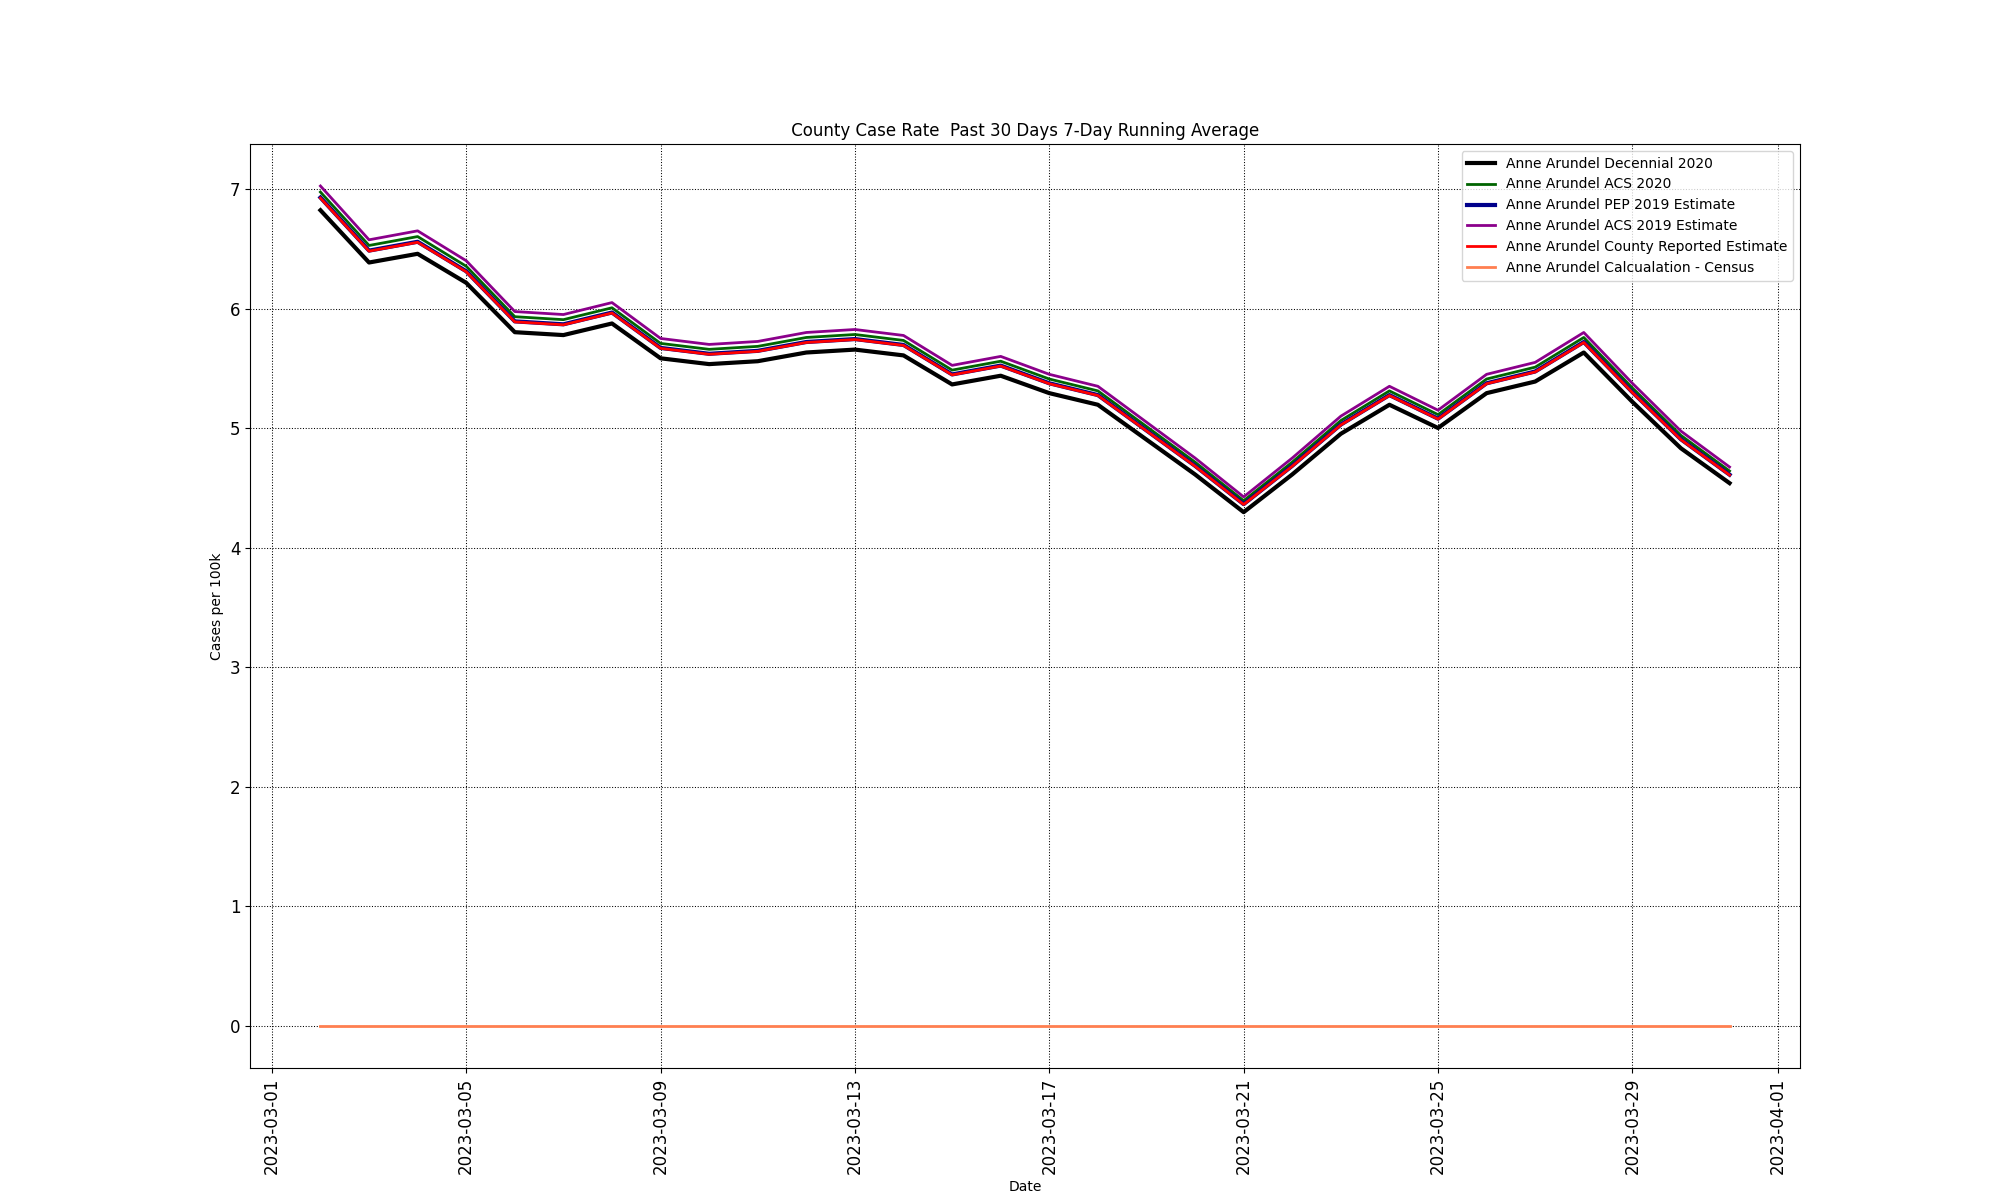 County Case Rate  Past 30 Days 7-Day Running Average
Anne Arundel Decennial 2020
Anne Arundel ACS 2020
Anne Arundel PEP 2019 Estimate
Anne Arundel ACS 2019 Estimate
Anne Arundel County Reported Estimate
Anne Arundel Calcualation - Census
Cases per 100k
7
6
5
4
3
2
1
0
2023-03-01
2023-03-05
2023-03-09
2023-03-13
2023-03-17
2023-03-21
2023-03-25
2023-03-29
2023-04-01
Date